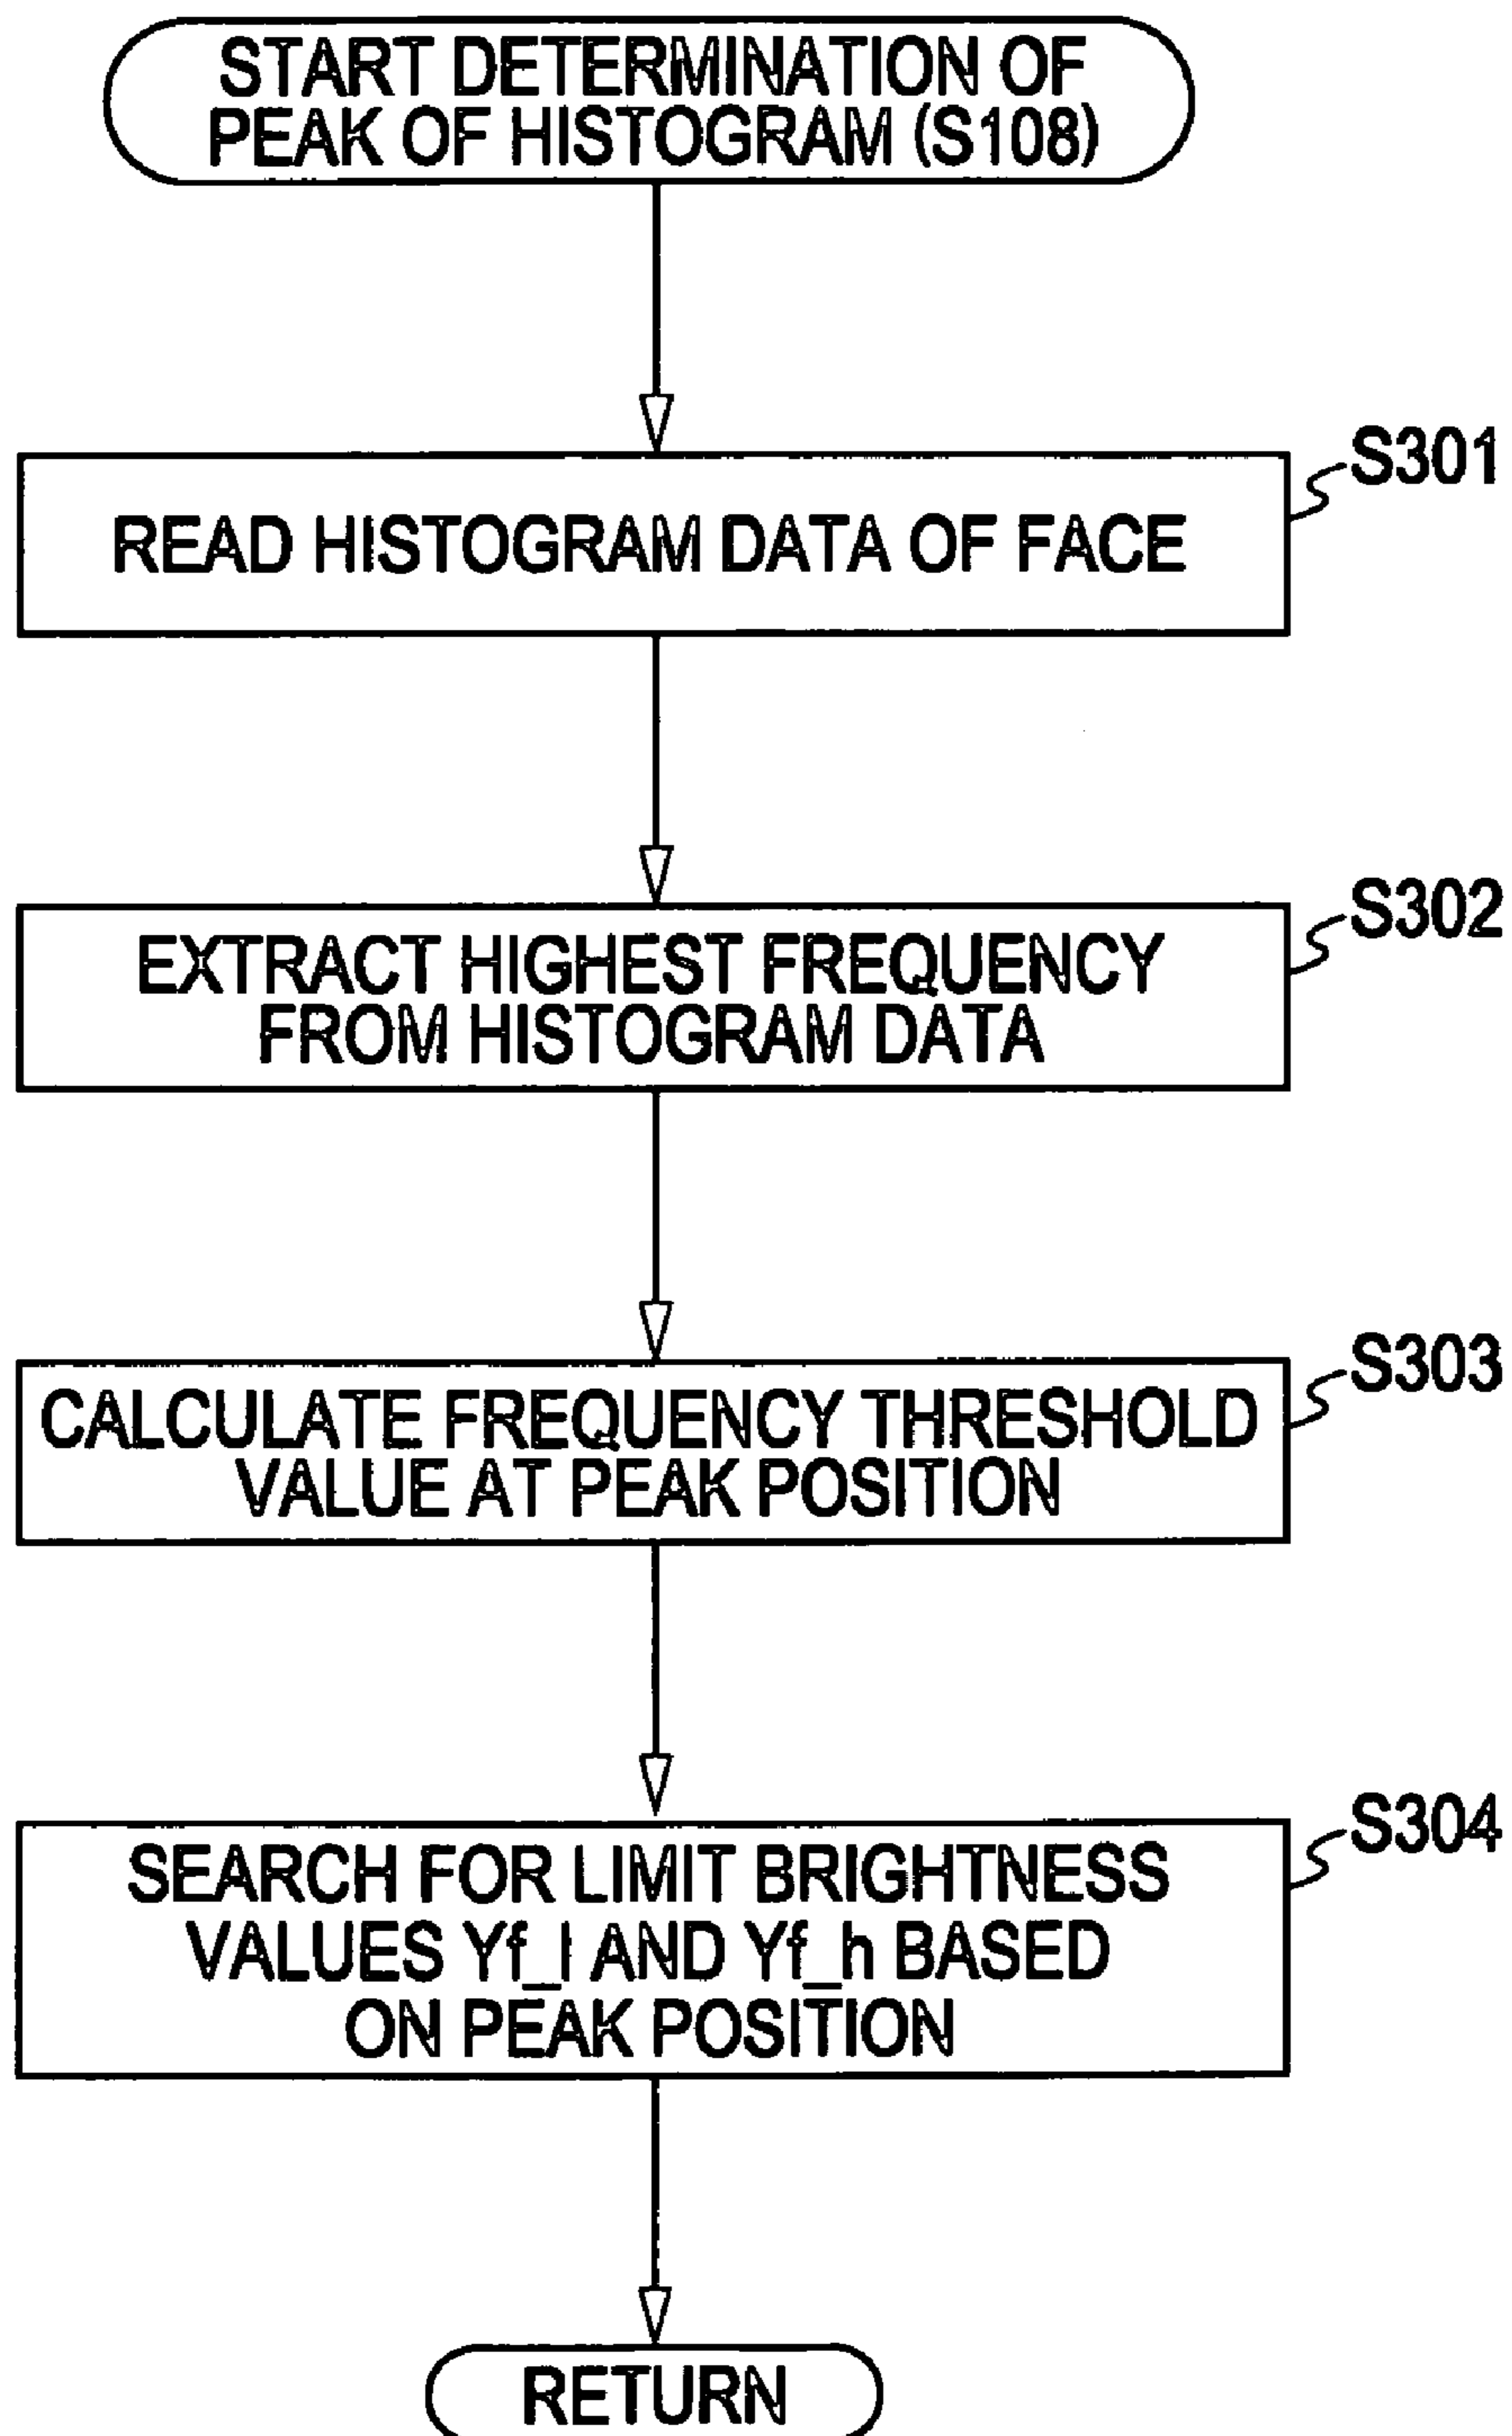 START DETERMINATION OF
PEAK OF HISTOGRAM (S108)
S301
READ HISTOGRAM DATA OF FACE
S302
EXTRACT HIGHEST FREQUENCY
FROM HISTOGRAM DATA
S303
CALCULATE FREQUENCY THRESHOLD
VALUE AT PEAK POSITION
S304
SEARCH FOR LIMIT BRIGHTNESS
VALUES Yf_l AND Yf_h BASED
ON PEAK POSITION
RETURN